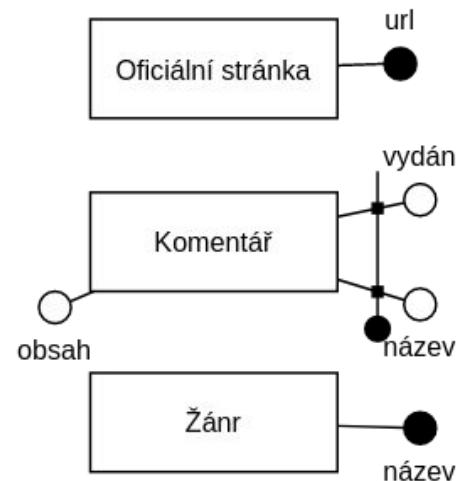 url
Oficiální stránka
vydán
Komentář
obsah
název
Žánr
název